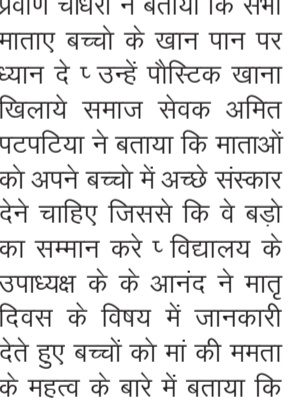 प्रवीण चौधरी ने बताया कि सभी
माताए बच्चो के खान पान पर
ध्यान दे उन्हें पौस्टिक खाना
खिलाये समाज सेवक अमित
पटपटिया ने बताया कि माताओं
को अपने बच्चो में अच्छे संस्कार
देने चाहिए जिससे कि वे बड़ो
का सम्मान करे विद्यालय के
उपाध्यक्ष के के आनंद ने मातृ
दिवस के विषय में जानकारी
देते हुए बच्चों को मां की ममता
के महत्व के बारे में बताया कि